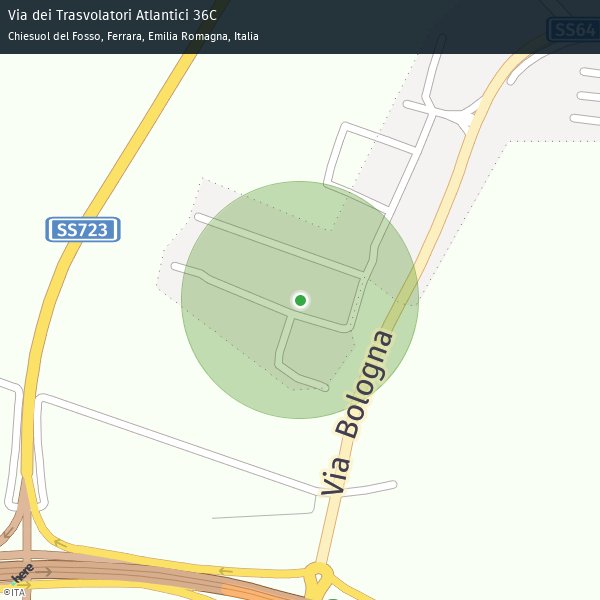 Via dei Trasvolatori Atlantici 36C
Chiesuol del Fosso, Ferrara, Emilia Romagna, Italia
SS64
SS723
Via Bologna
here
©ITA